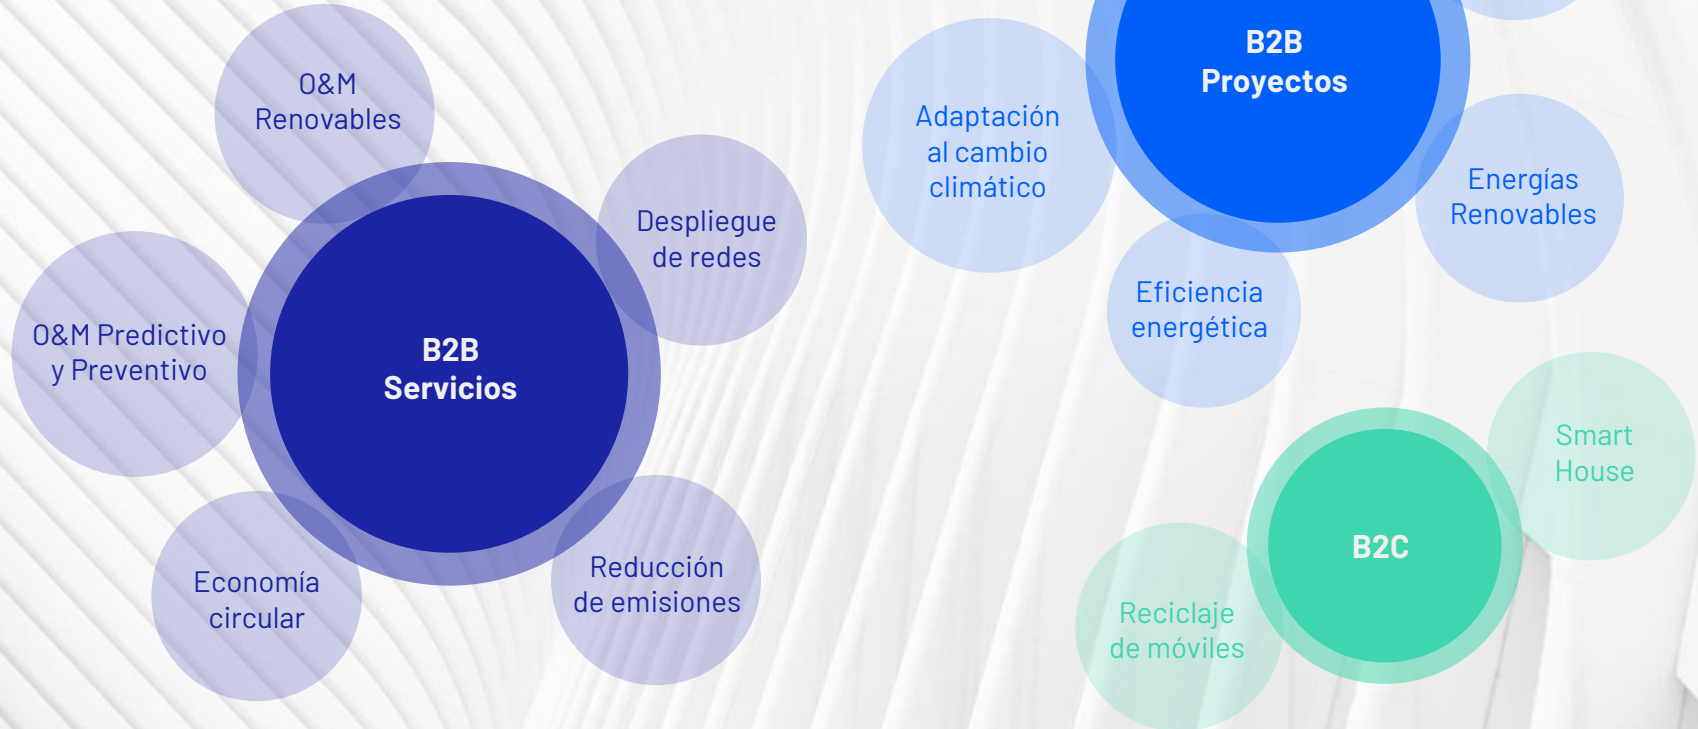 O&M
Renovables
B2B
Servicios
Despliegue
de redes
O&M Predictivo
y Preventivo
Economía
circular
Reducción
de emisiones
B2B
Proyectos
Adaptación
al cambio
climático
Energías
Renovables
Eficiencia
energética
B2C
Smart
House
Reciclaje
de móviles